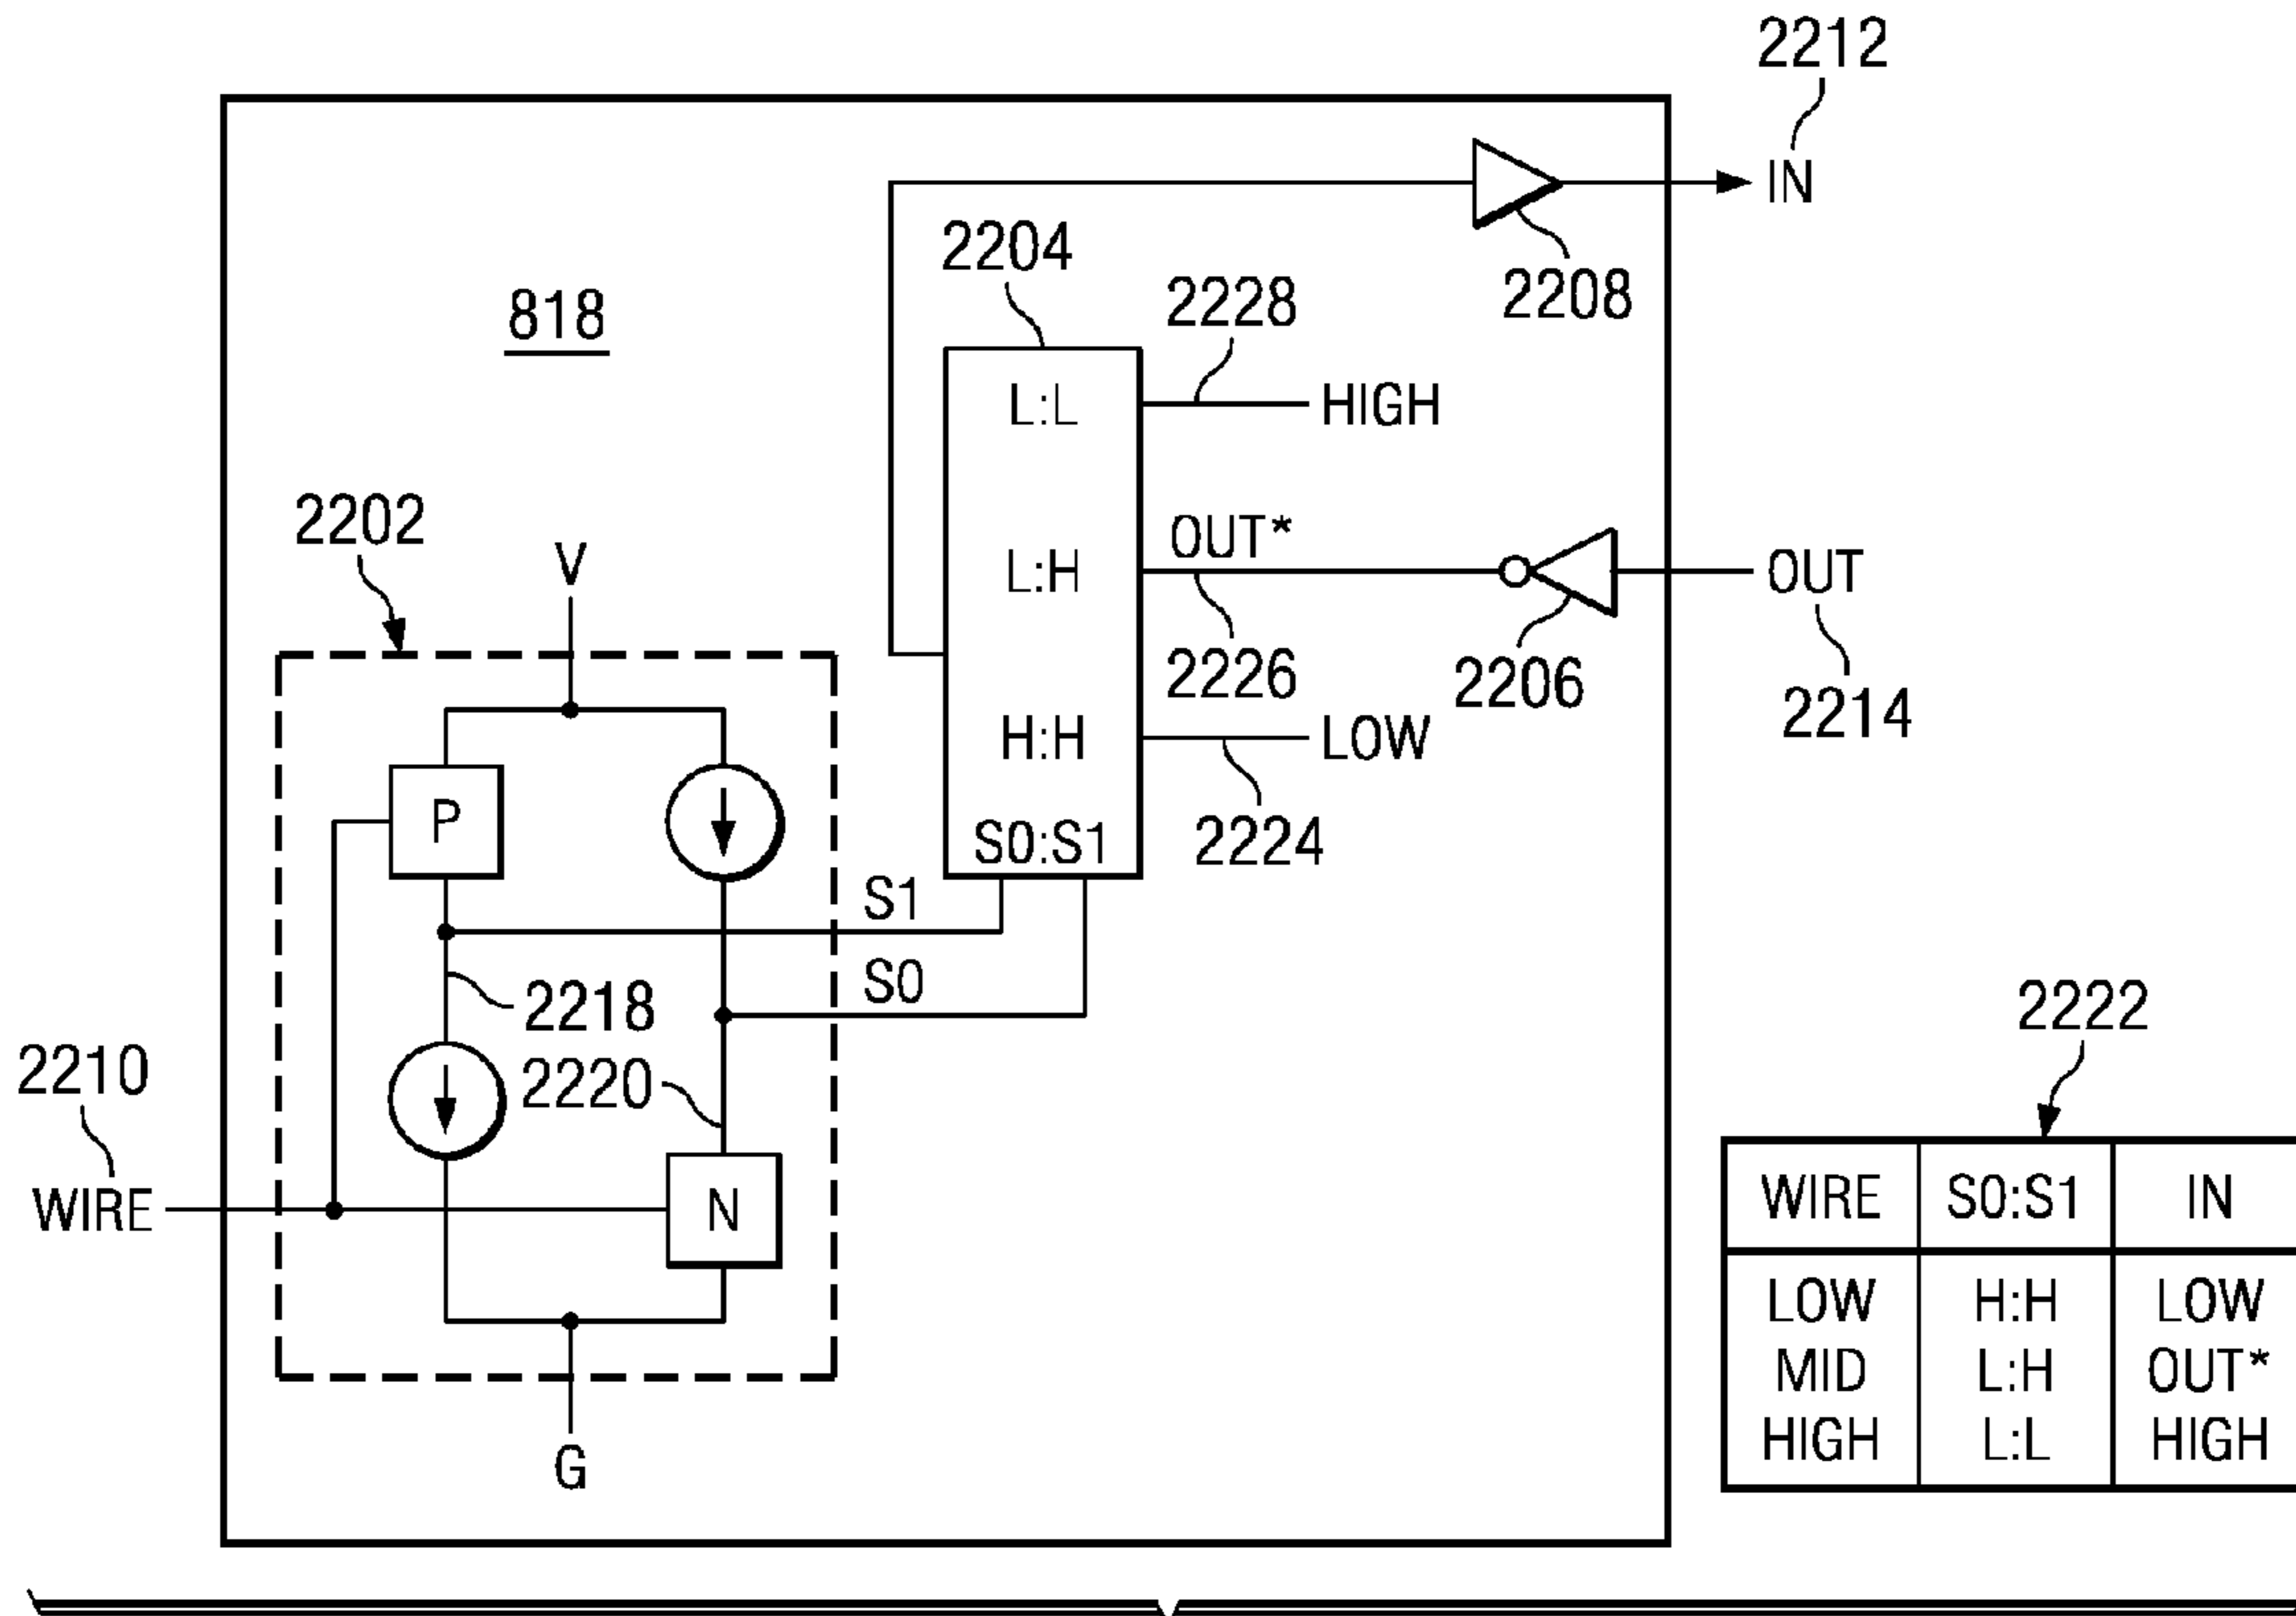 2212
IN
2204
2228
2208
818
L:L
HIGH
2202
V
OUT*
L:H
OUT
2226
2206
2214
H:H
LOW
P
S0:S1
2224
S1
2218
S0
2222
2210
2220
WIRE
N
G
WIRE S0:S1 IN
LOW H:H LOW
MID L:H OUT*
HIGH L:L HIGH